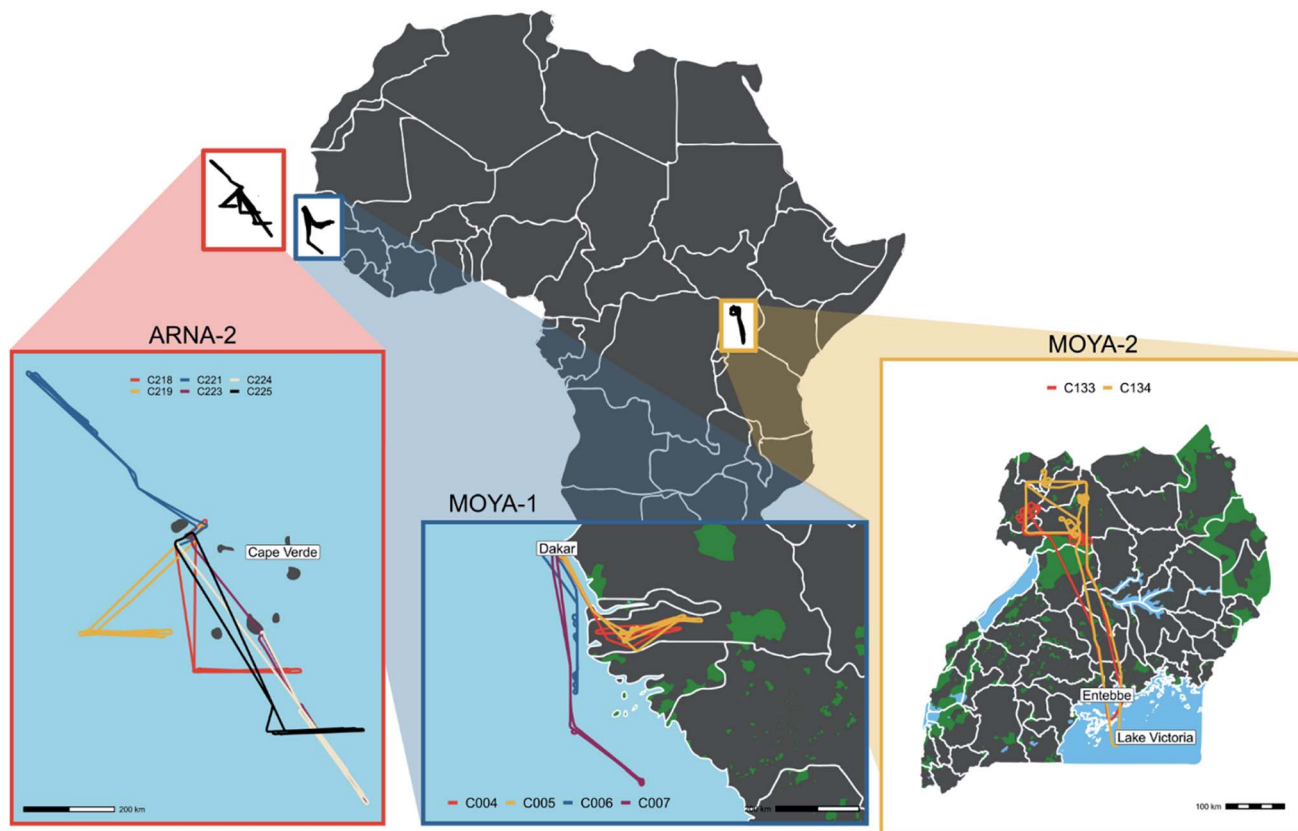 ARNA-2
C218 C221 C224
C219 C223 C225
Cape Verde
200 km
MOYA-1
Dakar
C004 C005 C006 C007
MOYA-2
C133 C134
Entebbe
Lake Victoria
100 km